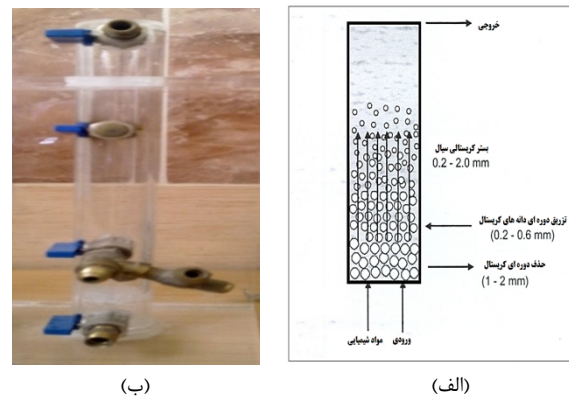 خروجی
بستر کریستالی سیال
0.2 - 2.0 mm
تزریق دوره ای دانه های کریستال
(0.2 - 0.6 mm)
حذف دوره ای کریستال
(1 - 2 mm)
ورودی
مواد شیمیایی
(الف)
(ب)